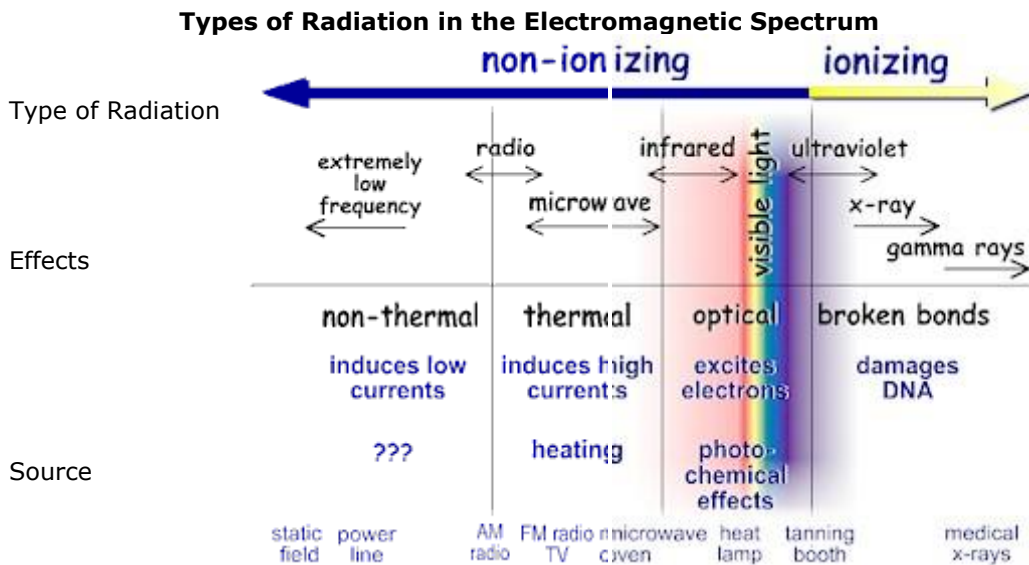 Types of Radiation in the Electromagnetic Spectrum
non-ionizing
ionizing
Type of Radiation
extremely
low
frequency
radio
microwave
infrared
visible light
ultraviolet
x-ray
gamma rays
Effects
non-thermal
thermal
optical
broken bonds
induces low
currents
induces high
currents
excites
electrons
damages
DNA
???
heating
photo-
chemical
effects
Source
static
field
power
line
AM
radio
FM radio
TV
microwave
oven
heat
lamp
tanning
booth
medical
x-rays